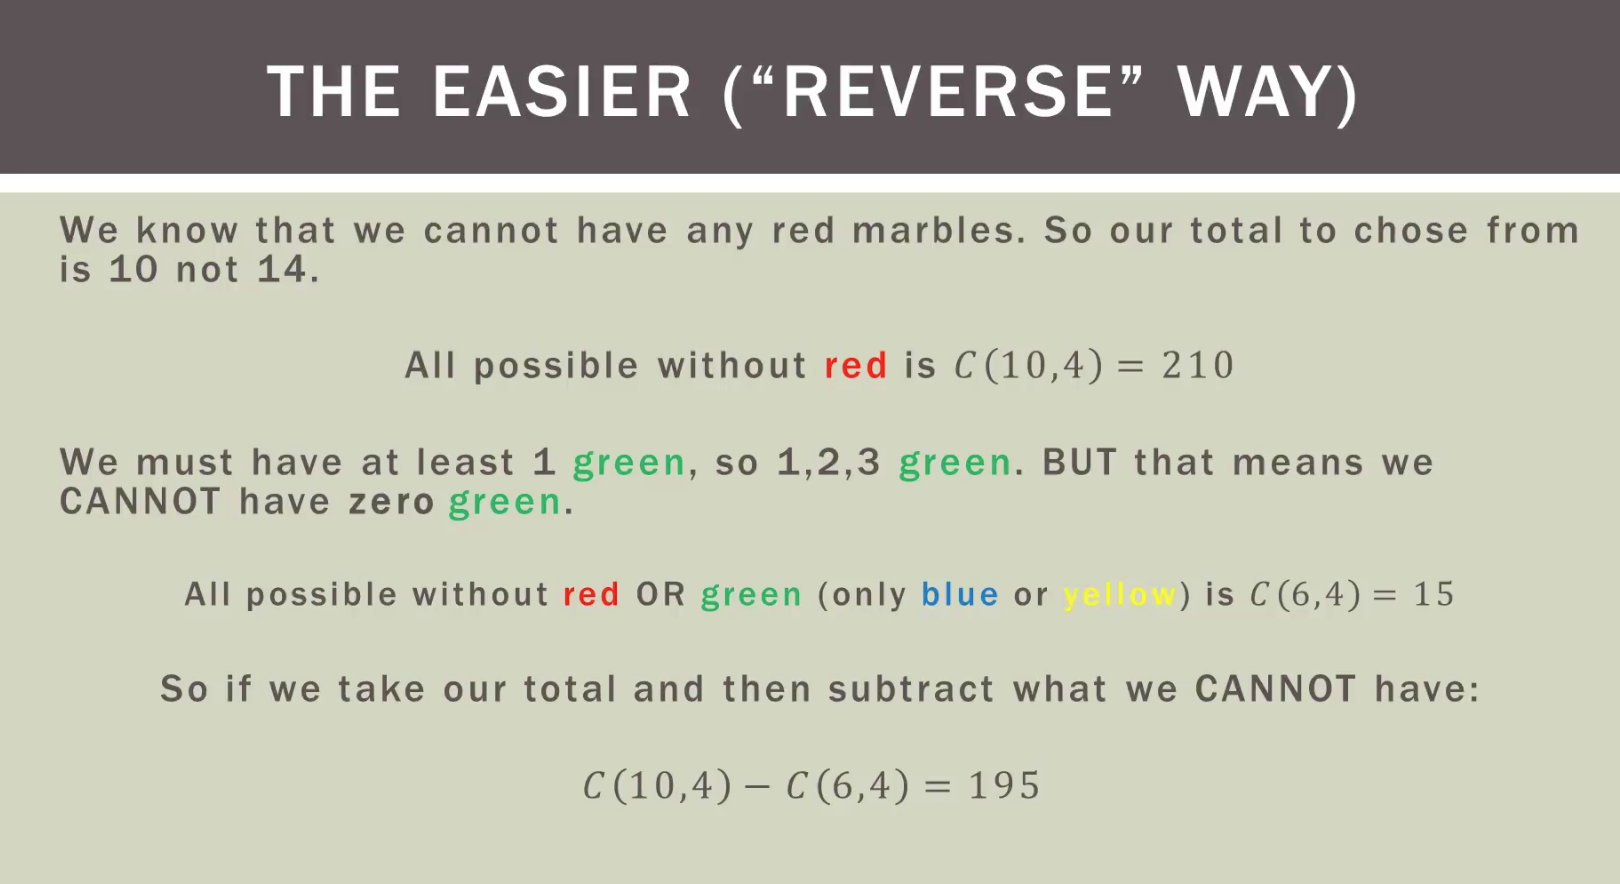 THE EASIER (“REVERSE” WAY)
We know that we cannot have any red marbles. So our total to chose from
is 10 not 14.
All possible without red is C(10,4) = 210
We must have at least 1 green, so 1,2,3 green. BUT that means we
CANNOT have zero green.
All possible without red OR green (only blue or yellow) is C(6,4) = 15
So if we take our total and then subtract what we CANNOT have:
C(10,4) − C(6,4) = 195